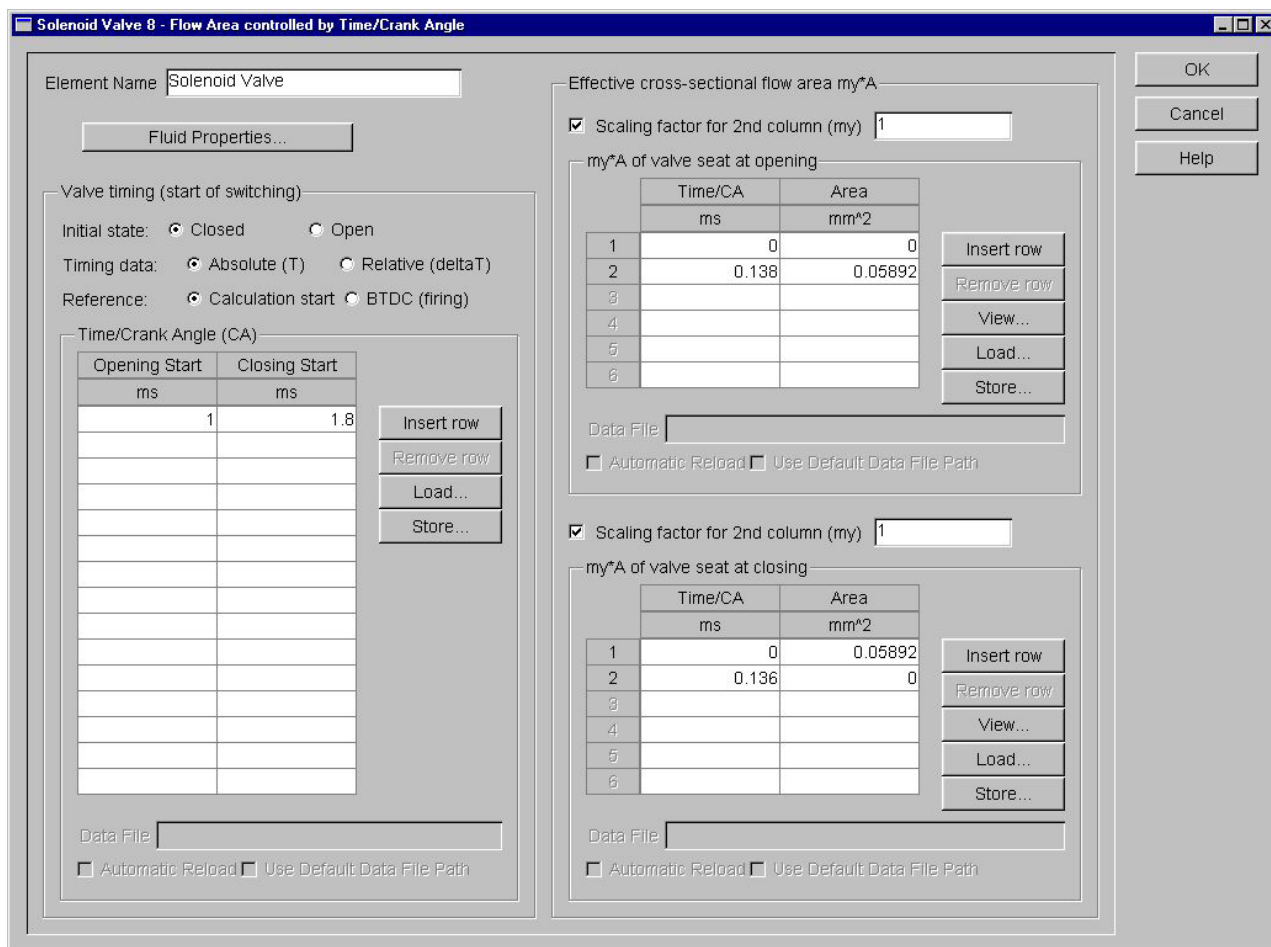 Solenoid Valve 8 - Flow Area controlled by Time/Crank Angle
Element Name Solenoid Valve
Fluid Properties...
Valve timing (start of switching)
Initial state: Closed Open
Timing data: Absolute (T) Relative (deltaT)
Reference: Calculation start BTDC (firing)
Time/Crank Angle (CA)
Opening Start Closing Start
ms ms
1 1.8
Insert row
Remove row
Load...
Store...
Data File
Automatic Reload Use Default Data File Path
Effective cross-sectional flow area my*A
Scaling factor for 2nd column (my) 1
my*A of valve seat at opening
Time/CA Area
ms mm^2
1 0 0
2 0.138 0.05892
3
4
5
6
Insert row
Remove row
View...
Load...
Store...
Data File
Automatic Reload Use Default Data File Path
Scaling factor for 2nd column (my) 1
my*A of valve seat at closing
Time/CA Area
ms mm^2
1 0 0.05892
2 0.136 0
3
4
5
6
Insert row
Remove row
View...
Load...
Store...
Data File
Automatic Reload Use Default Data File Path
OK
Cancel
Help